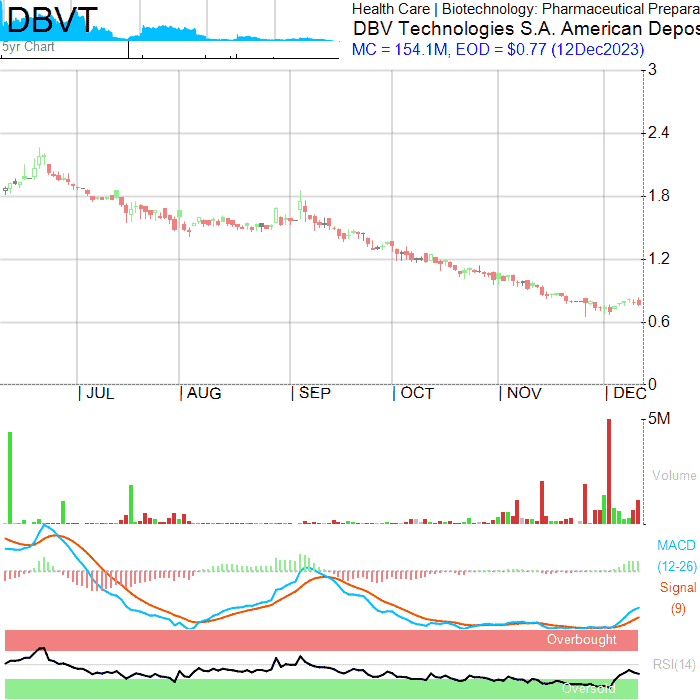 DBVT
5yr Chart
Health Care | Biotechnology: Pharmaceutical Prepara
DBV Technologies S.A. American Depos
MC = 154.1M, EOD = $0.77 (12Dec2023)
3
2.4
1.8
1.2
0.6
0
JUL AUG SEP OCT NOV DEC
5M
Volume
MACD
(12-26)
Signal
(9)
Overbought
RSI(14)
Oversold